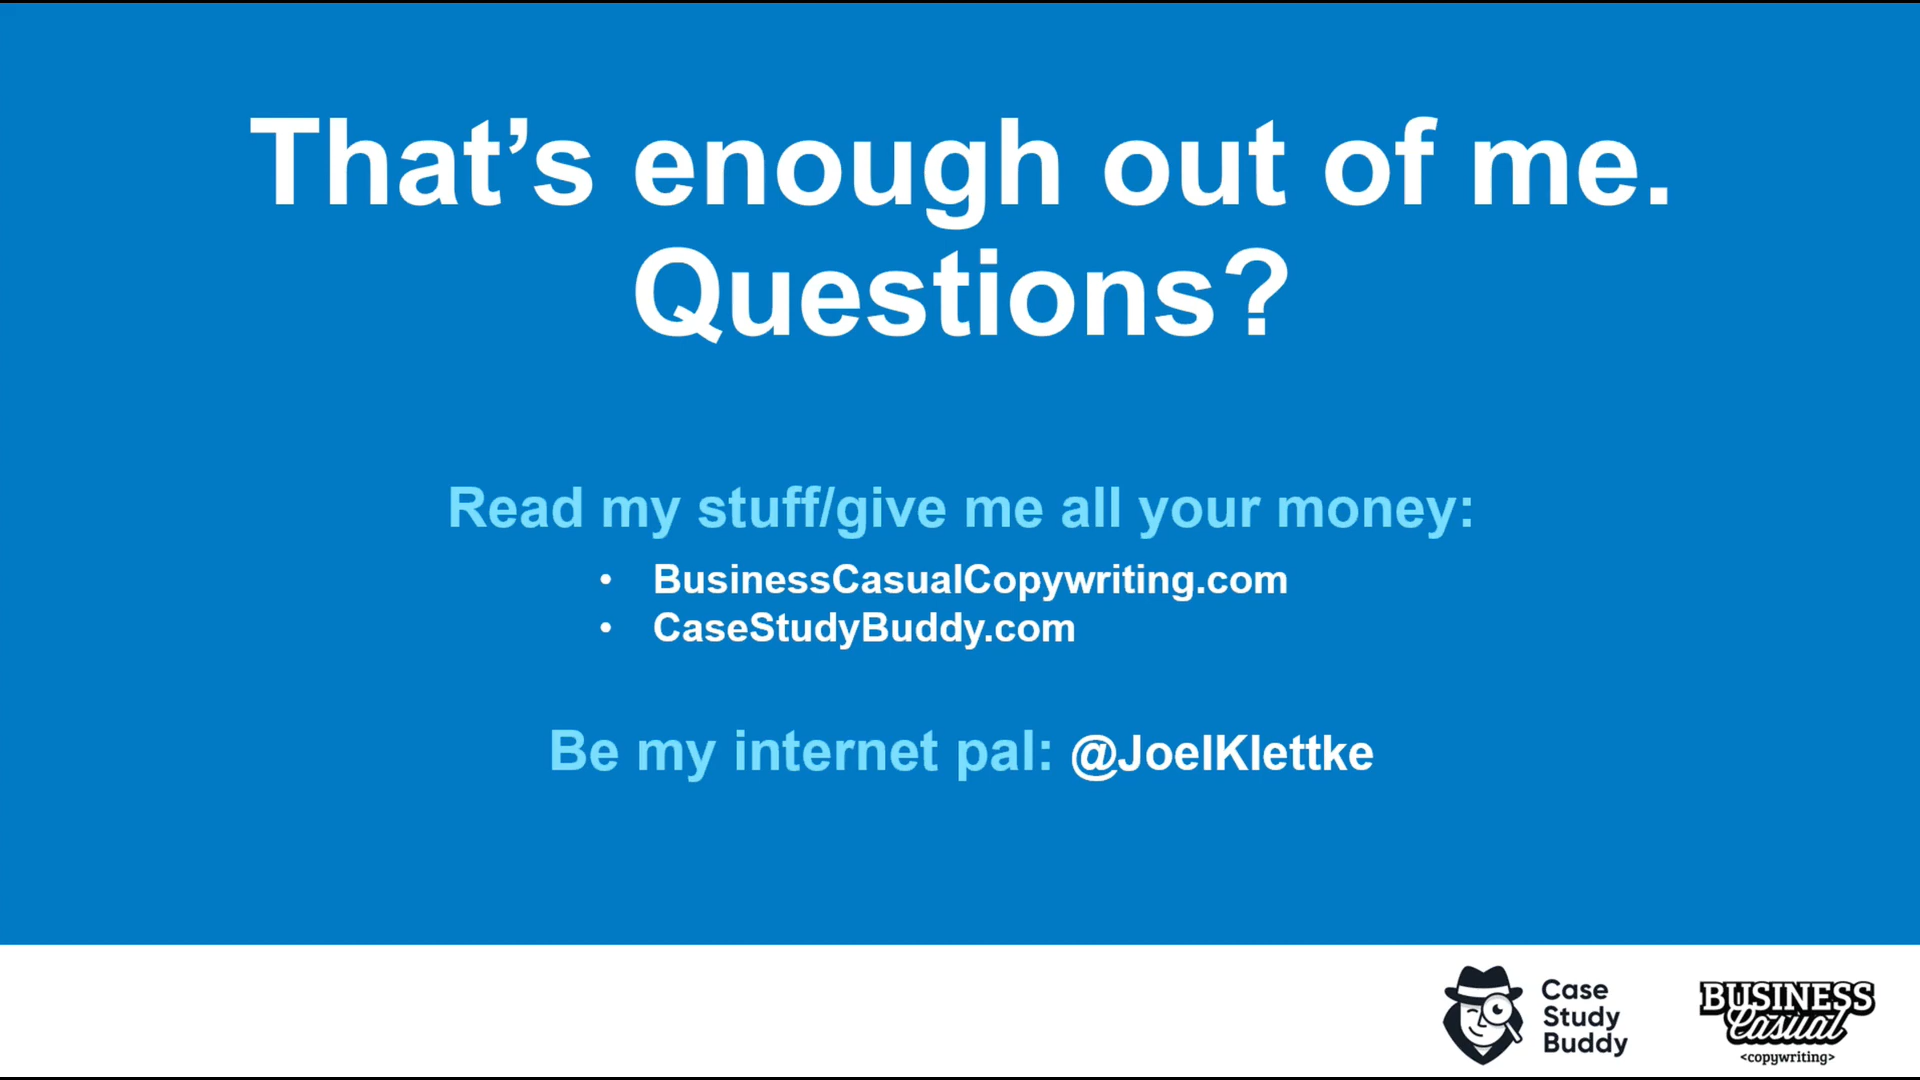 That’s enough out of me.
Questions?
Read my stuff/give me all your money:
• BusinessCasualCopywriting.com
• CaseStudyBuddy.com
Be my internet pal: @JoelKlettke
Case
Study
Buddy
BUSINESS
Casual
<copywriting>